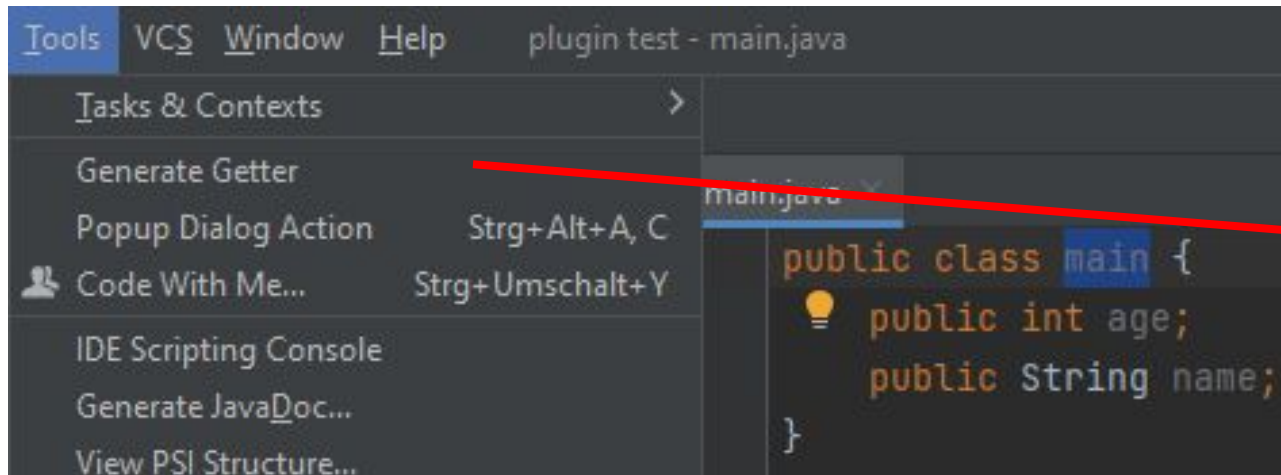 Tools VCS Window Help plugin test - main.java
Tasks & Contexts >
Generate Getter
Popup Dialog Action Strg+Alt+A, C
Code With Me... Strg+Umschalt+Y
IDE Scripting Console
Generate JavaDoc...
View PSI Structure...
main.java ×
public class main {
public int age;
public String name;
}